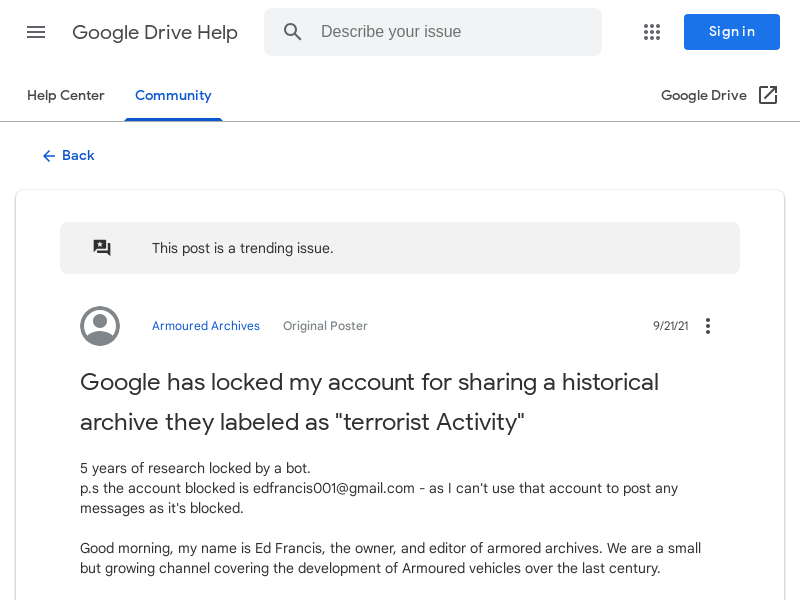 Google Drive Help
Describe your issue
Sign in
Help Center
Community
Google Drive
Back
This post is a trending issue.
Armoured Archives
Original Poster
9/21/21
Google has locked my account for sharing a historical
archive they labeled as "terrorist Activity"
5 years of research locked by a bot.
p.s the account blocked is edfrancis001@gmail.com - as I can't use that account to post any
messages as it's blocked.
Good morning, my name is Ed Francis, the owner, and editor of armored archives. We are a small
but growing channel covering the development of Armoured vehicles over the last century.